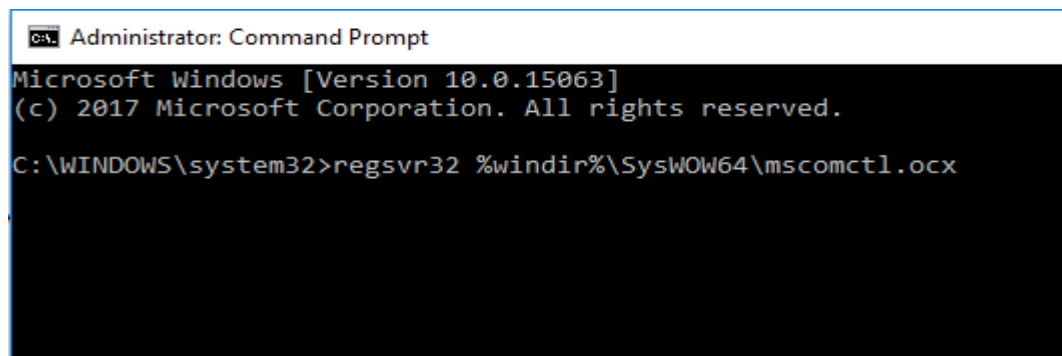 Administrator: Command Prompt
Microsoft Windows [Version 10.0.15063]
(c) 2017 Microsoft Corporation. All rights reserved.
C:\WINDOWS\system32>regsvr32 %windir%\SysWOW64\mscomctl.ocx